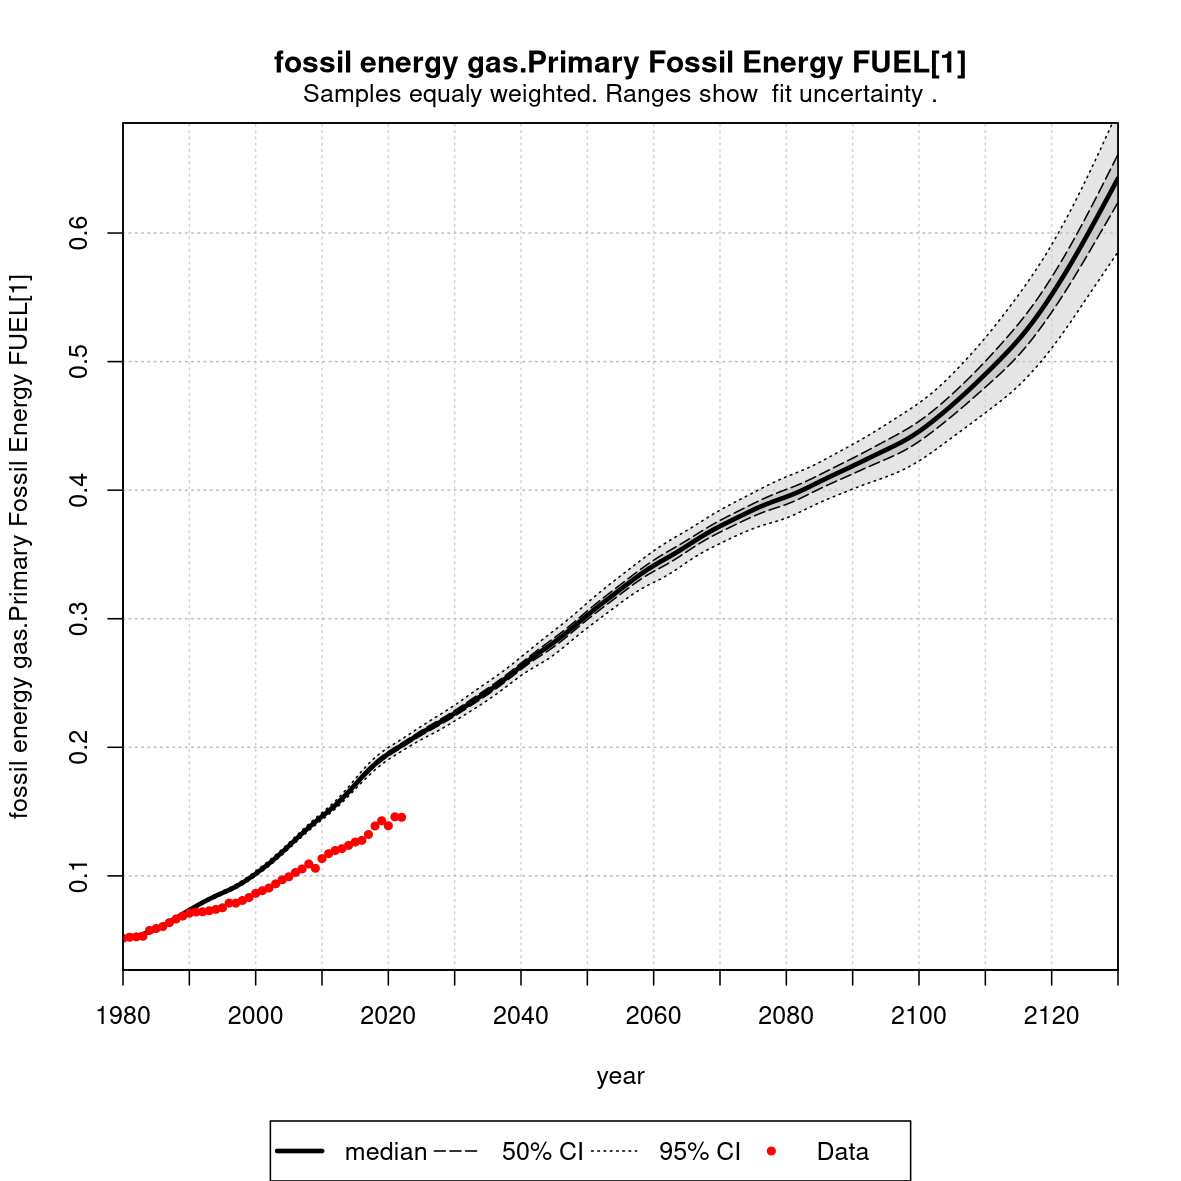 fossil energy gas.Primary Fossil Energy FUEL[1]
Samples equaly weighted. Ranges show  fit uncertainty .
fossil energy gas.Primary Fossil Energy FUEL[1]
0.6
0.5
0.4
0.3
0.2
0.1
1980 2000 2020 2040 2060 2080 2100 2120
year
median 50% CI 95% CI Data